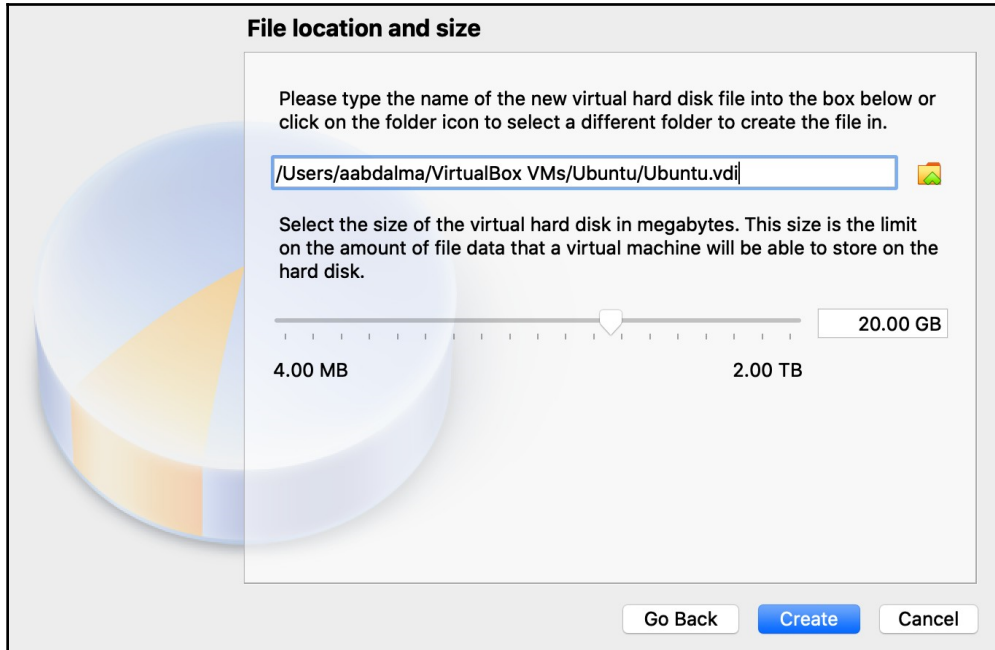 File location and size
Please type the name of the new virtual hard disk file into the box below or
click on the folder icon to select a different folder to create the file in.
/Users/aabdalma/VirtualBox VMs/Ubuntu/Ubuntu.vdi
Select the size of the virtual hard disk in megabytes. This size is the limit
on the amount of file data that a virtual machine will be able to store on the
hard disk.
20.00 GB
4.00 MB 2.00 TB
Go Back Create Cancel